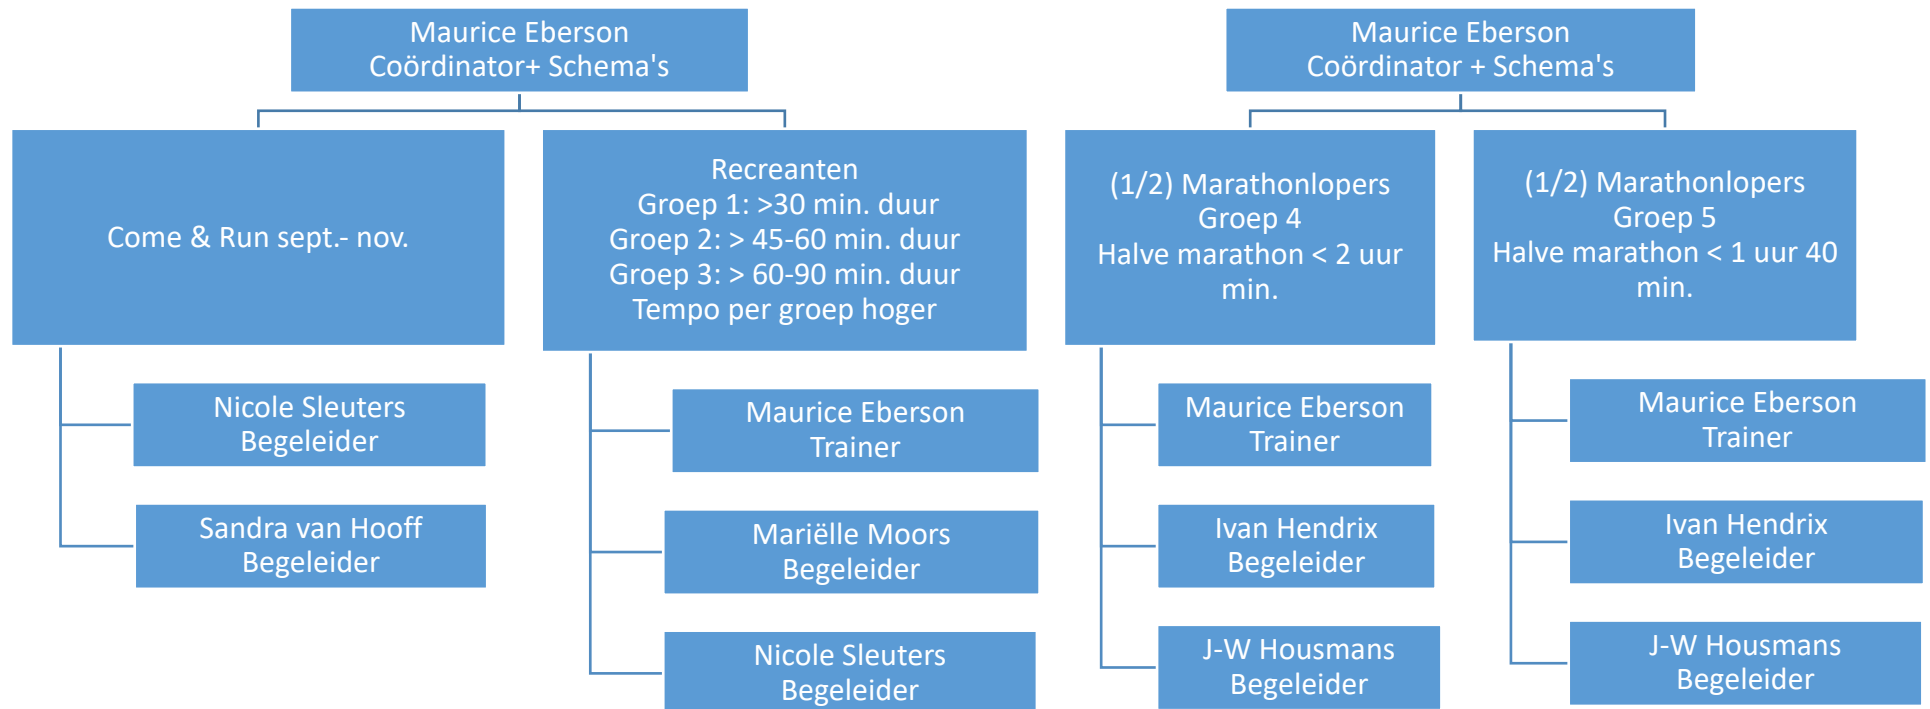 Maurice Eberson
Coördinator+ Schema's
Come & Run sept.- nov.
Nicole Sleuters
Begeleider
Sandra van Hooff
Begeleider
Recreanten
Groep 1: >30 min. duur
Groep 2: > 45-60 min. duur
Groep 3: > 60-90 min. duur
Tempo per groep hoger
Maurice Eberson
Trainer
Mariëlle Moors
Begeleider
Nicole Sleuters
Begeleider
Maurice Eberson
Coördinator + Schema's
(1/2) Marathonlopers
Groep 4
Halve marathon < 2 uur
min.
Maurice Eberson
Trainer
Ivan Hendrix
Begeleider
J-W Housmans
Begeleider
(1/2) Marathonlopers
Groep 5
Halve marathon < 1 uur 40
min.
Maurice Eberson
Trainer
Ivan Hendrix
Begeleider
J-W Housmans
Begeleider